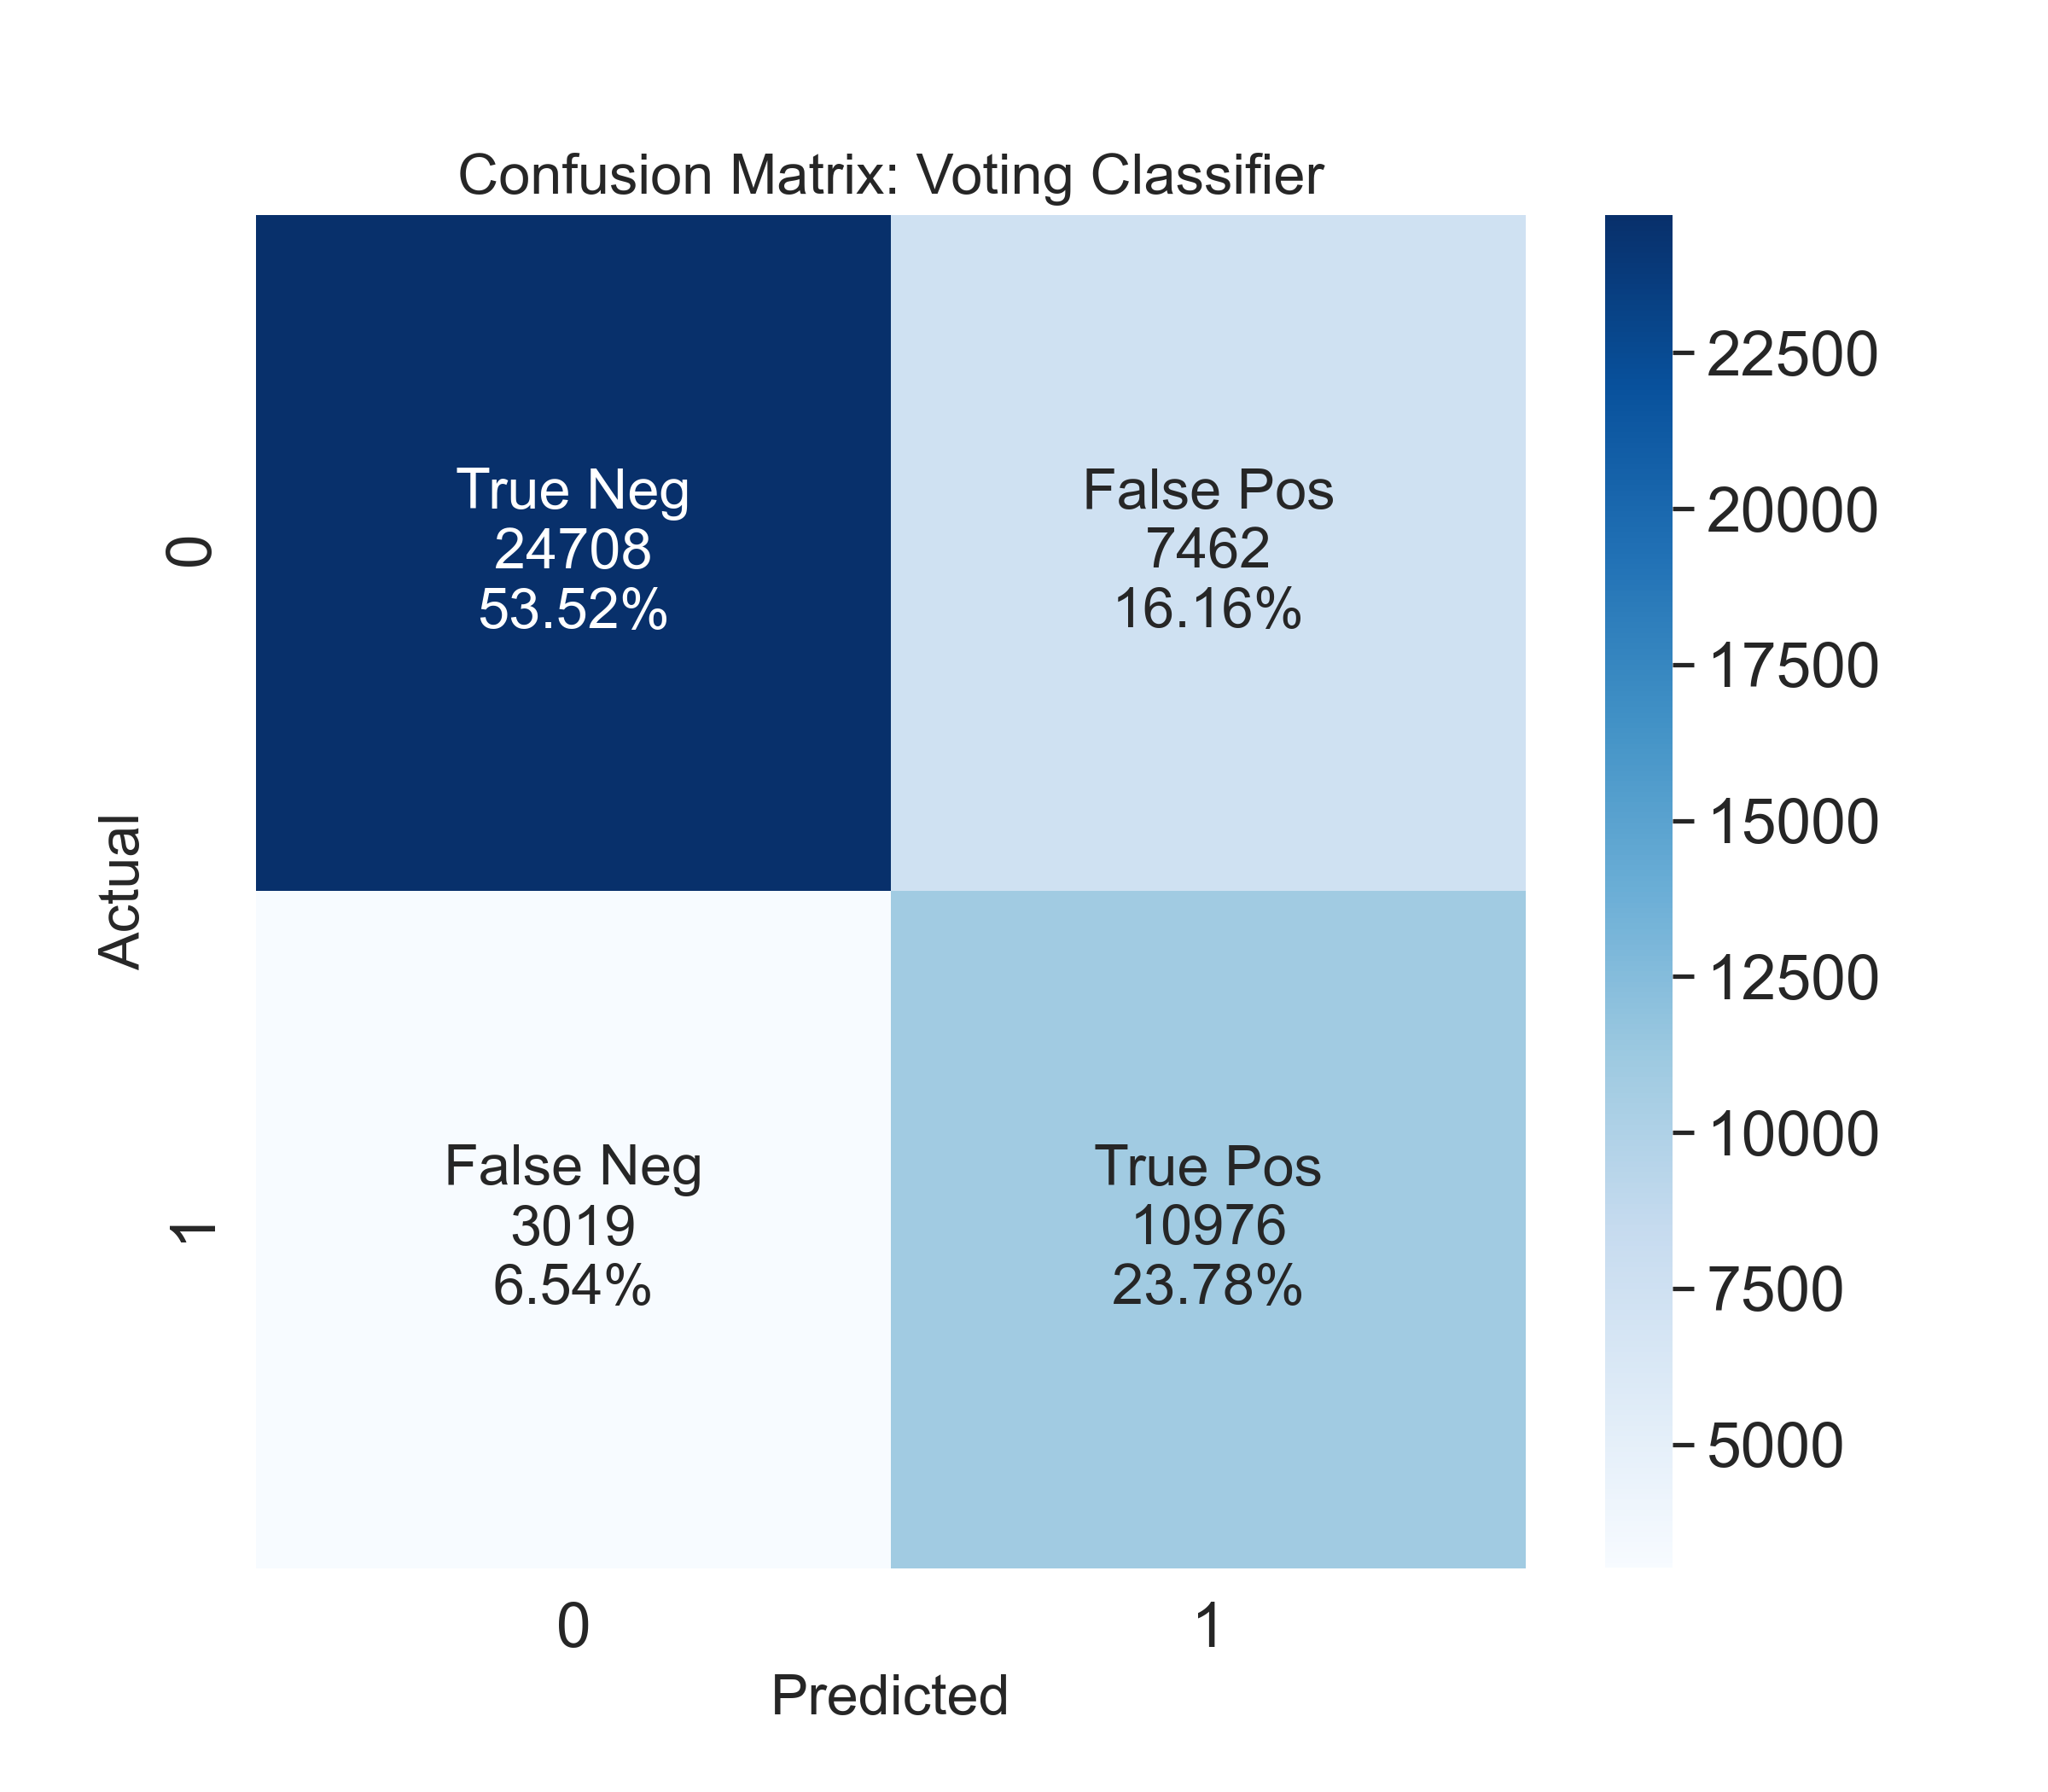 Confusion Matrix: Voting Classifier
True Neg
24708
53.52%
False Pos
7462
16.16%
False Neg
3019
6.54%
True Pos
10976
23.78%
0
1
Actual
0
1
Predicted
22500
20000
17500
15000
12500
10000
7500
5000